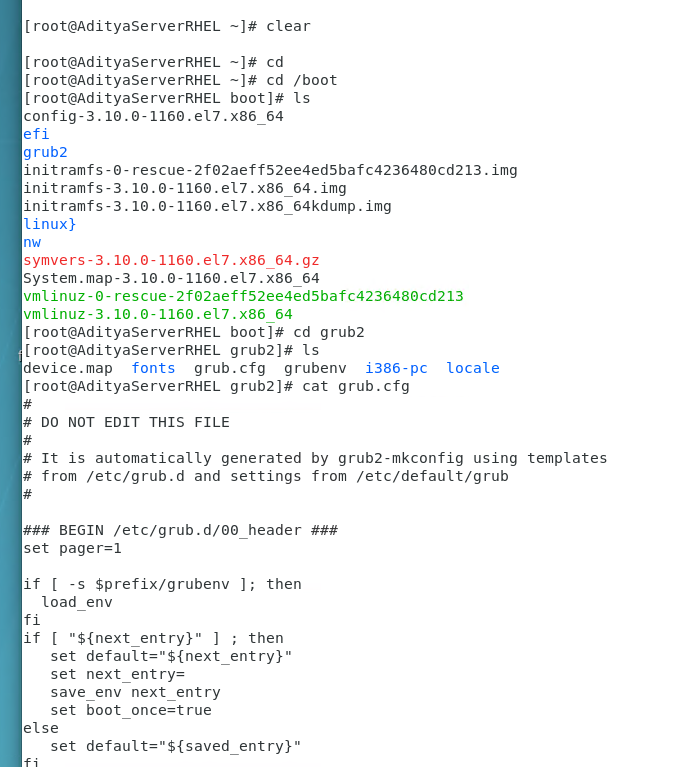 [root@AdityaServerRHEL ~]# clear
[root@AdityaServerRHEL ~]# cd
[root@AdityaServerRHEL ~]# cd /boot
[root@AdityaServerRHEL boot]# ls
config-3.10.0-1160.el7.x86_64
efi
grub2
initramfs-0-rescue-2f02aeff52ee4ed5bafc4236480cd213.img
initramfs-3.10.0-1160.el7.x86_64.img
initramfs-3.10.0-1160.el7.x86_64kdump.img
linux}
nw
symvers-3.10.0-1160.el7.x86_64.gz
System.map-3.10.0-1160.el7.x86_64
vmlinuz-0-rescue-2f02aeff52ee4ed5bafc4236480cd213
vmlinuz-3.10.0-1160.el7.x86_64
[root@AdityaServerRHEL boot]# cd grub2
[root@AdityaServerRHEL grub2]# ls
device.map  fonts  grub.cfg  grubenv  i386-pc  locale
[root@AdityaServerRHEL grub2]# cat grub.cfg
#
# DO NOT EDIT THIS FILE
#
# It is automatically generated by grub2-mkconfig using templates
# from /etc/grub.d and settings from /etc/default/grub
#
### BEGIN /etc/grub.d/00_header ###
set pager=1
if [ -s $prefix/grubenv ]; then
  load_env
fi
if [ "${next_entry}" ] ; then
   set default="${next_entry}"
   set next_entry=
   save_env next_entry
   set boot_once=true
else
   set default="${saved_entry}"
fi